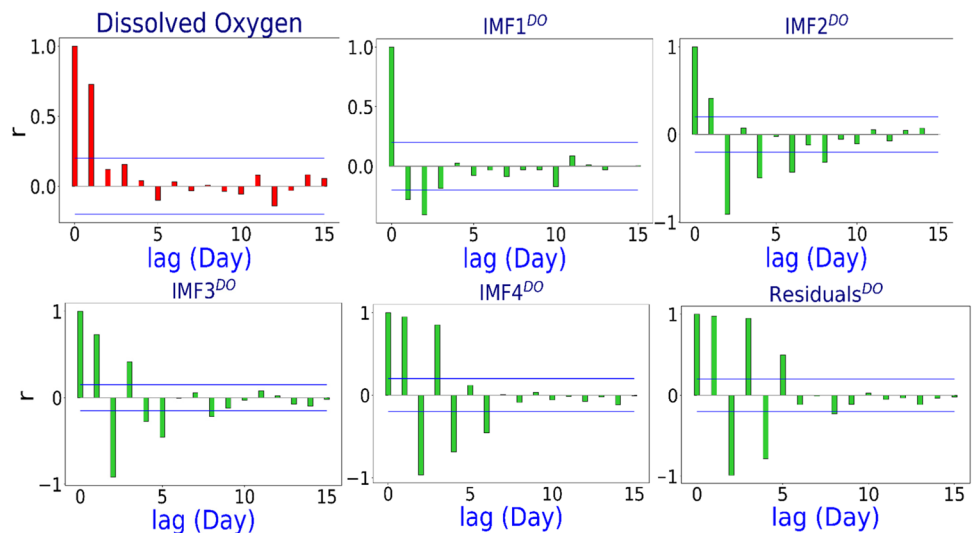 Dissolved Oxygen
1.0
0.5
0.0
r
0 5 10 15
lag (Day)
IMF1^DO
1.0
0.5
0.0
0 5 10 15
lag (Day)
IMF2^DO
1
0
−1
0 5 10 15
lag (Day)
IMF3^DO
1
0
−1
r
0 5 10 15
lag (Day)
IMF4^DO
1
0
−1
0 5 10 15
lag (Day)
Residuals^DO
1
0
−1
0 5 10 15
lag (Day)